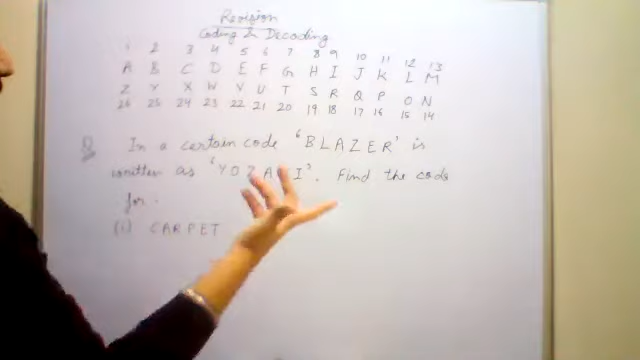 Revision
Coding & Decoding
1 2 3 4 5 6 7 8 9 10 11 12 13
A B C D E F G H I J K L M
Z Y X W V U T S R Q P O N
26 25 24 23 22 21 20 19 18 17 16 15 14
Q In a certain code 'BLAZER' is
written as 'YOZA I'. Find the code
for.
(i) CARPET